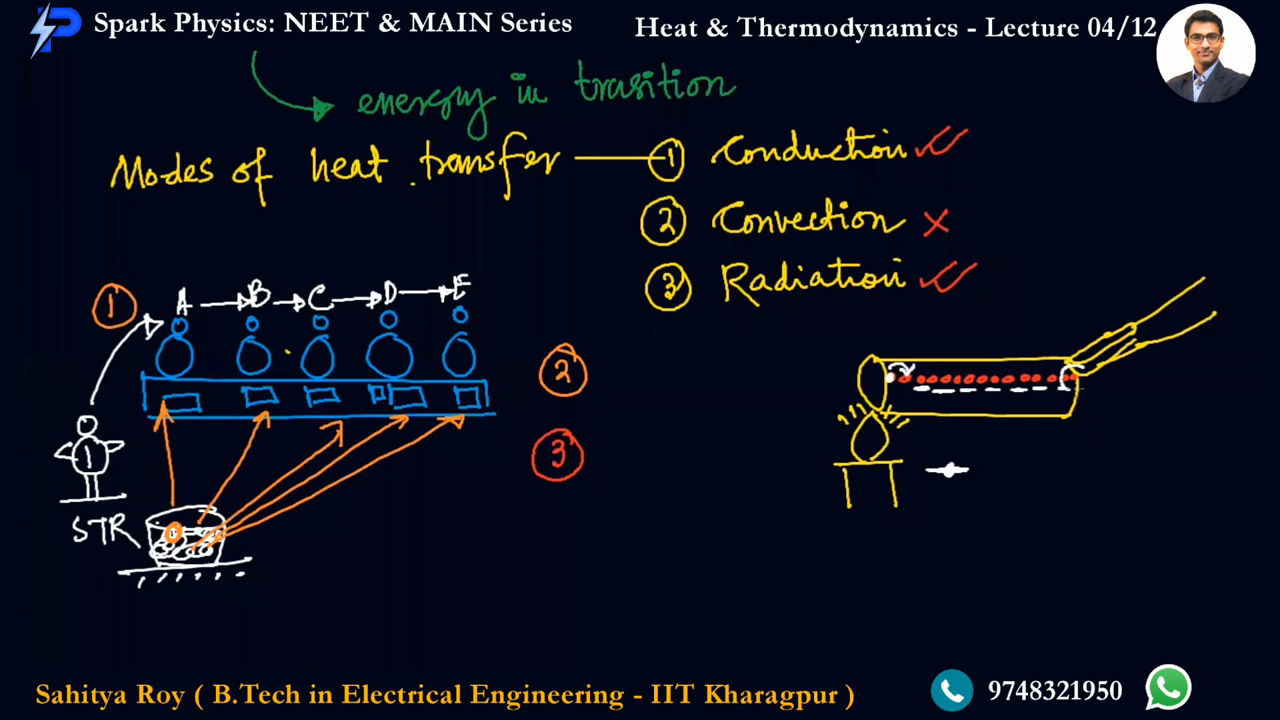 Spark Physics: NEET & MAIN Series
Heat & Thermodynamics - Lecture 04/12
energy in trasition
Modes of heat transfer — ① Conduction ✓
② Convection ×
③ Radiation ✓
① A → B → C → D → E
②
③
1
STR
Sahitya Roy ( B.Tech in Electrical Engineering - IIT Kharagpur )
9748321950